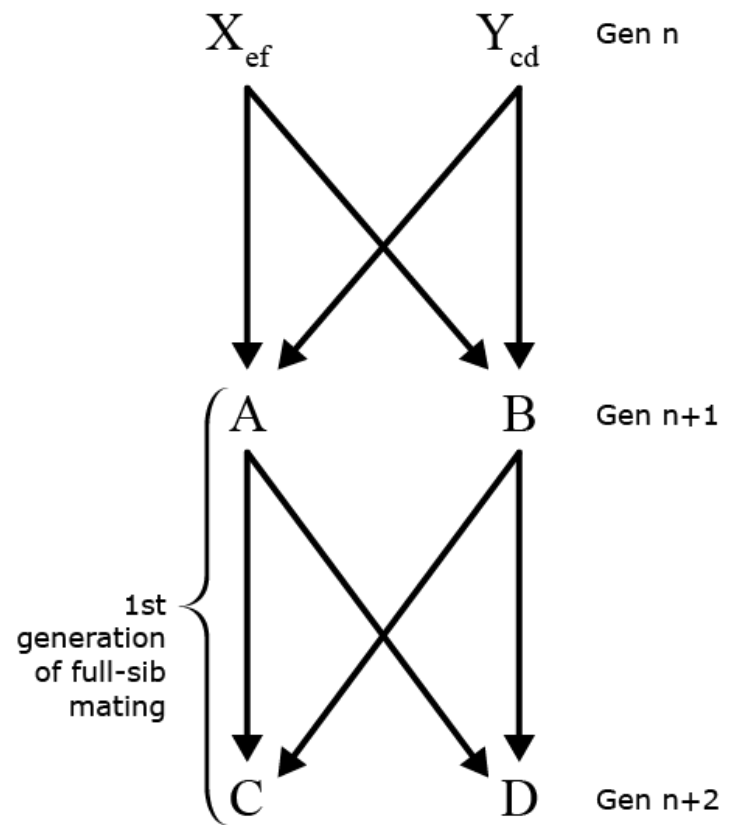 X_ef Y_cd Gen n
A B Gen n+1
1st
generation
of full-sib
mating
C D Gen n+2